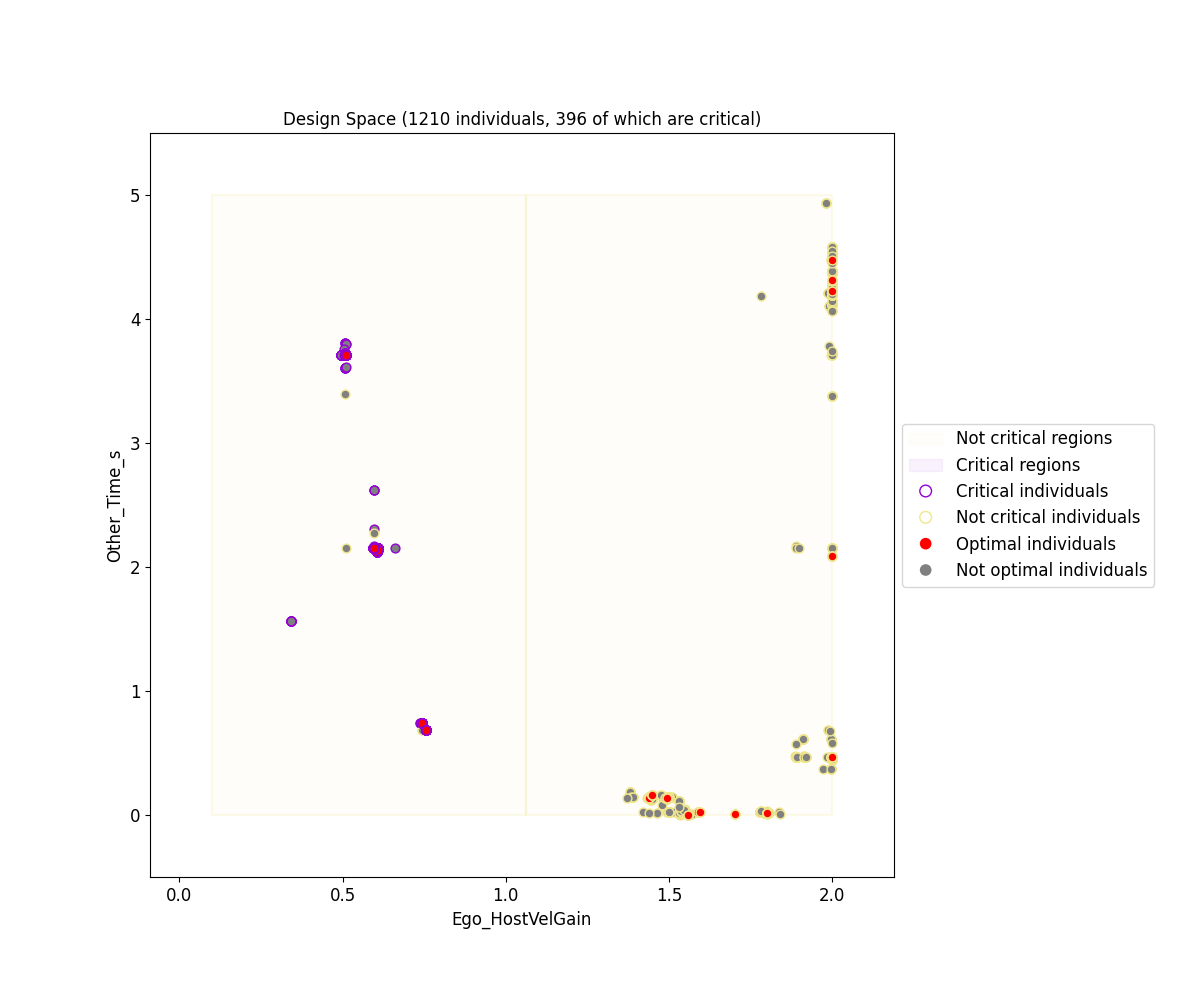 Design Space (1210 individuals, 396 of which are critical)
5
4
3
2
1
0
Other_Time_s
0.0 0.5 1.0 1.5 2.0
Ego_HostVelGain
Not critical regions
Critical regions
Critical individuals
Not critical individuals
Optimal individuals
Not optimal individuals